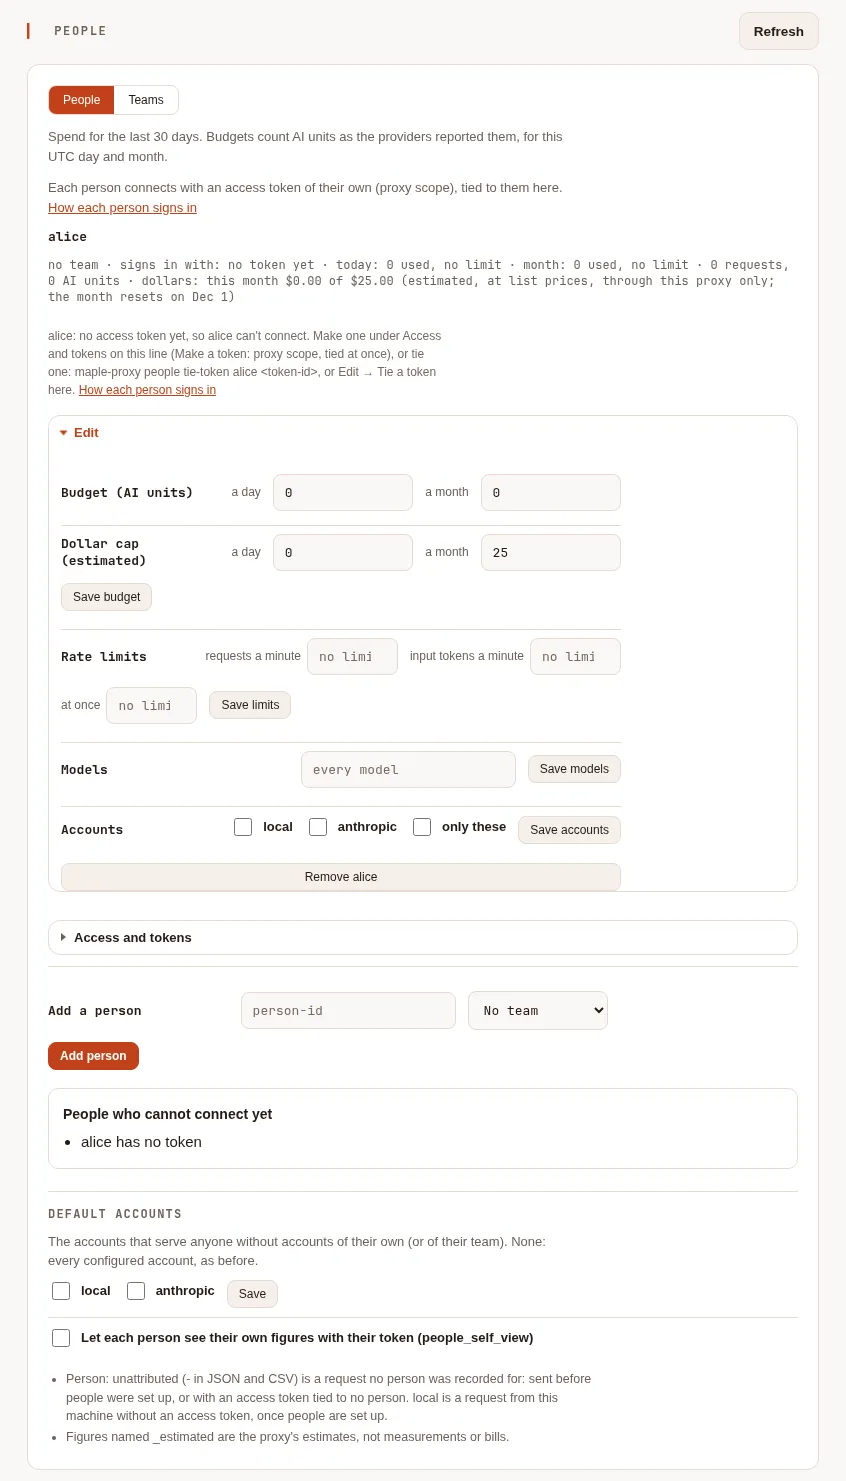 PEOPLE
Refresh
People Teams
Spend for the last 30 days. Budgets count AI units as the providers reported them, for this
UTC day and month.
Each person connects with an access token of their own (proxy scope), tied to them here.
How each person signs in
alice
no team · signs in with: no token yet · today: 0 used, no limit · month: 0 used, no limit · 0 requests,
0 AI units · dollars: this month $0.00 of $25.00 (estimated, at list prices, through this proxy only;
the month resets on Dec 1)
alice: no access token yet, so alice can't connect. Make one under Access
and tokens on this line (Make a token: proxy scope, tied at once), or tie
one: maple-proxy people tie-token alice <token-id>, or Edit → Tie a token
here. How each person signs in
Edit
Budget (AI units) a day 0 a month 0
Dollar cap
(estimated) a day 0 a month 25
Save budget
Rate limits requests a minute no limi input tokens a minute no limi
at once no limi Save limits
Models every model Save models
Accounts local anthropic only these Save accounts
Remove alice
Access and tokens
Add a person person-id No team
Add person
People who cannot connect yet
• alice has no token
DEFAULT ACCOUNTS
The accounts that serve anyone without accounts of their own (or of their team). None:
every configured account, as before.
local anthropic Save
Let each person see their own figures with their token (people_self_view)
• Person: unattributed (- in JSON and CSV) is a request no person was recorded for: sent before
people were set up, or with an access token tied to no person. local is a request from this
machine without an access token, once people are set up.
• Figures named _estimated are the proxy's estimates, not measurements or bills.